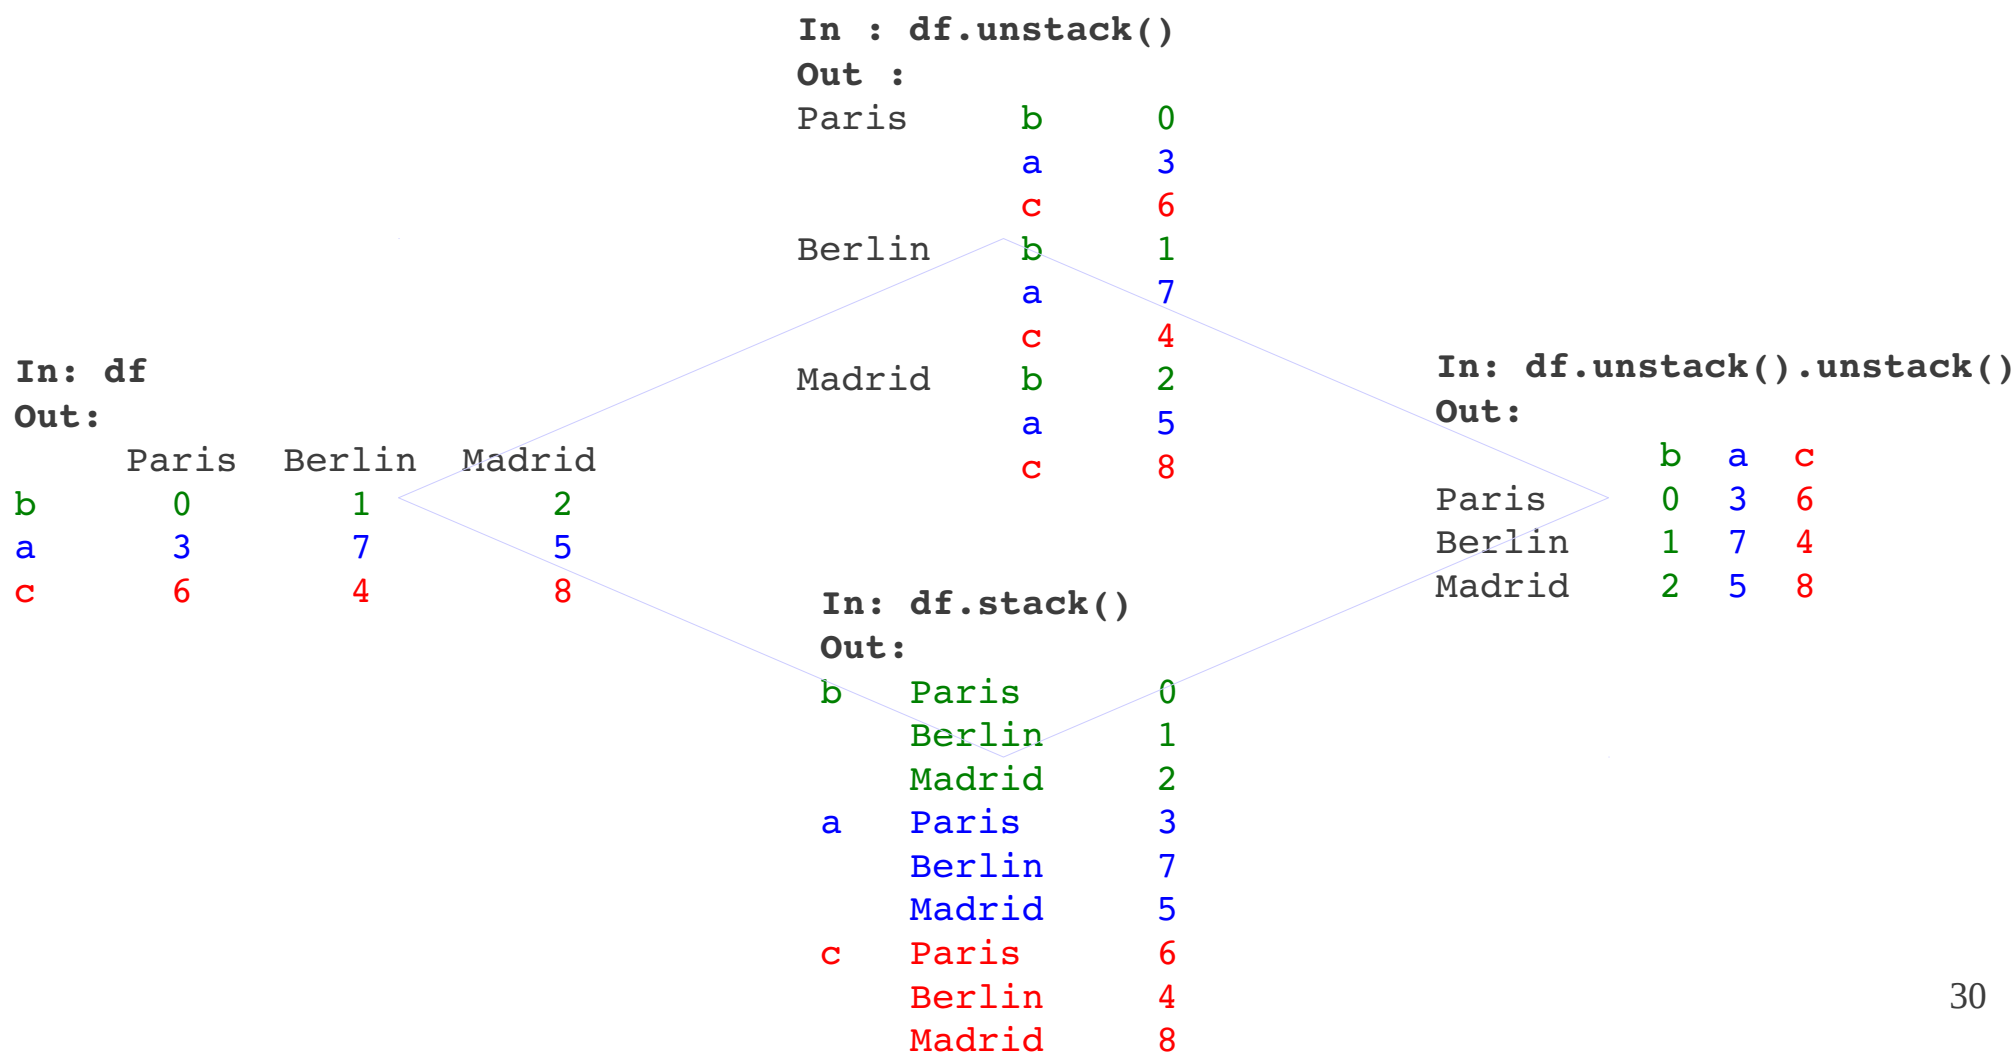 In : df.unstack()
Out :
Paris b 0
a 3
c 6
Berlin b 1
a 7
c 4
Madrid b 2
a 5
c 8
In: df
Out:
Paris Berlin Madrid
b 0 1 2
a 3 7 5
c 6 4 8
In: df.unstack().unstack()
Out:
b a c
Paris 0 3 6
Berlin 1 7 4
Madrid 2 5 8
In: df.stack()
Out:
b Paris 0
Berlin 1
Madrid 2
a Paris 3
Berlin 7
Madrid 5
c Paris 6
Berlin 4
Madrid 8
30